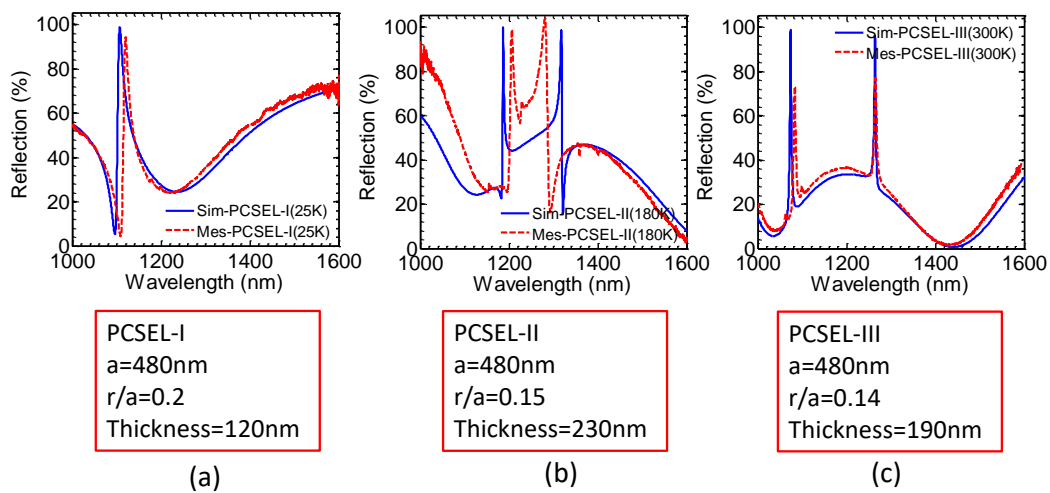 100
80
60
40
20
0
Reflection (%)
1000 1200 1400 1600
Wavelength (nm)
Sim-PCSEL-I(25K)
Mes-PCSEL-I(25K)
100
80
60
40
20
0
Reflection (%)
1000 1200 1400 1600
Wavelength (nm)
Sim-PCSEL-II(180K)
Mes-PCSEL-II(180K)
100
80
60
40
20
0
Reflection (%)
1000 1200 1400 1600
Wavelength (nm)
Sim-PCSEL-III(300K)
Mes-PCSEL-III(300K)
PCSEL-I
a=480nm
r/a=0.2
Thickness=120nm
PCSEL-II
a=480nm
r/a=0.15
Thickness=230nm
PCSEL-III
a=480nm
r/a=0.14
Thickness=190nm
(a)
(b)
(c)